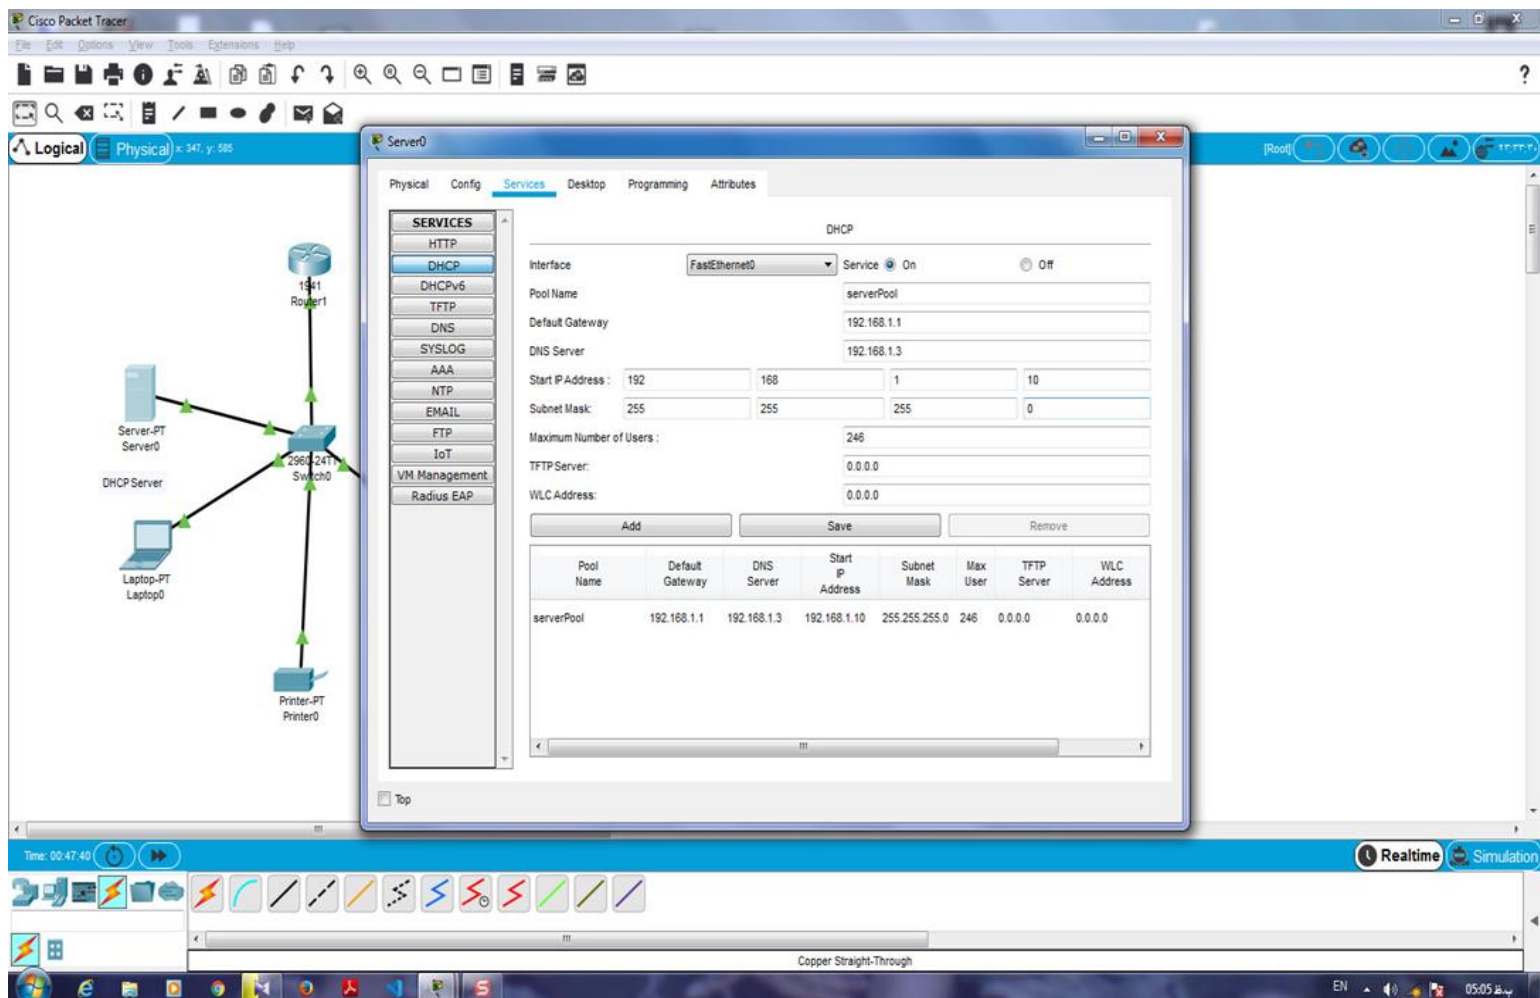 Cisco Packet Tracer
File Edit Options View Tools Extensions Help
?
Logical Physical x: 347, y: 585 [Root]
Server0
Physical Config Services Desktop Programming Attributes
SERVICES
HTTP
DHCP
DHCPv6
TFTP
DNS
SYSLOG
AAA
NTP
EMAIL
FTP
IoT
VM Management
Radius EAP
DHCP
Interface FastEthernet0 Service On Off
Pool Name serverPool
Default Gateway 192.168.1.1
DNS Server 192.168.1.3
Start IP Address : 192 168 1 10
Subnet Mask: 255 255 255 0
Maximum Number of Users : 246
TFTP Server: 0.0.0.0
WLC Address: 0.0.0.0
Add Save Remove
Pool Name Default Gateway DNS Server Start IP Address Subnet Mask Max User TFTP Server WLC Address
serverPool 192.168.1.1 192.168.1.3 192.168.1.10 255.255.255.0 246 0.0.0.0 0.0.0.0
Top
1941
Router1
Server-PT
Server0
DHCP Server
2960-24TT
Switch0
Laptop-PT
Laptop0
Printer-PT
Printer0
Time: 00:47:40 Realtime Simulation
Copper Straight-Through
EN 05:05 ب.ظ